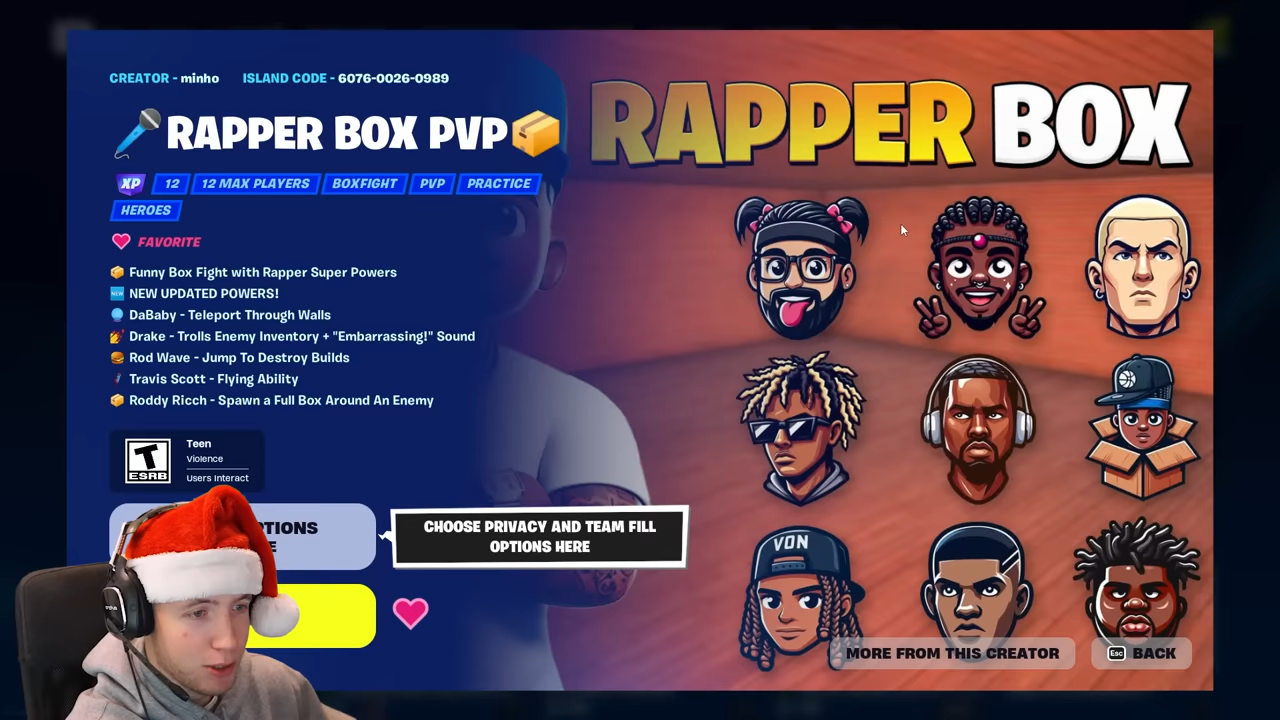 CREATOR - minho ISLAND CODE - 6076-0026-0989
RAPPER BOX PVP
XP 12 12 MAX PLAYERS BOXFIGHT PVP PRACTICE
HEROES
FAVORITE
Funny Box Fight with Rapper Super Powers
NEW NEW UPDATED POWERS!
DaBaby - Teleport Through Walls
Drake - Trolls Enemy Inventory + "Embarrassing!" Sound
Rod Wave - Jump To Destroy Builds
Travis Scott - Flying Ability
Roddy Ricch - Spawn a Full Box Around An Enemy
T
ESRB
Teen
Violence
Users Interact
CHOOSE PRIVACY AND TEAM FILL
OPTIONS HERE
RAPPER BOX
VON
MORE FROM THIS CREATOR
Esc BACK